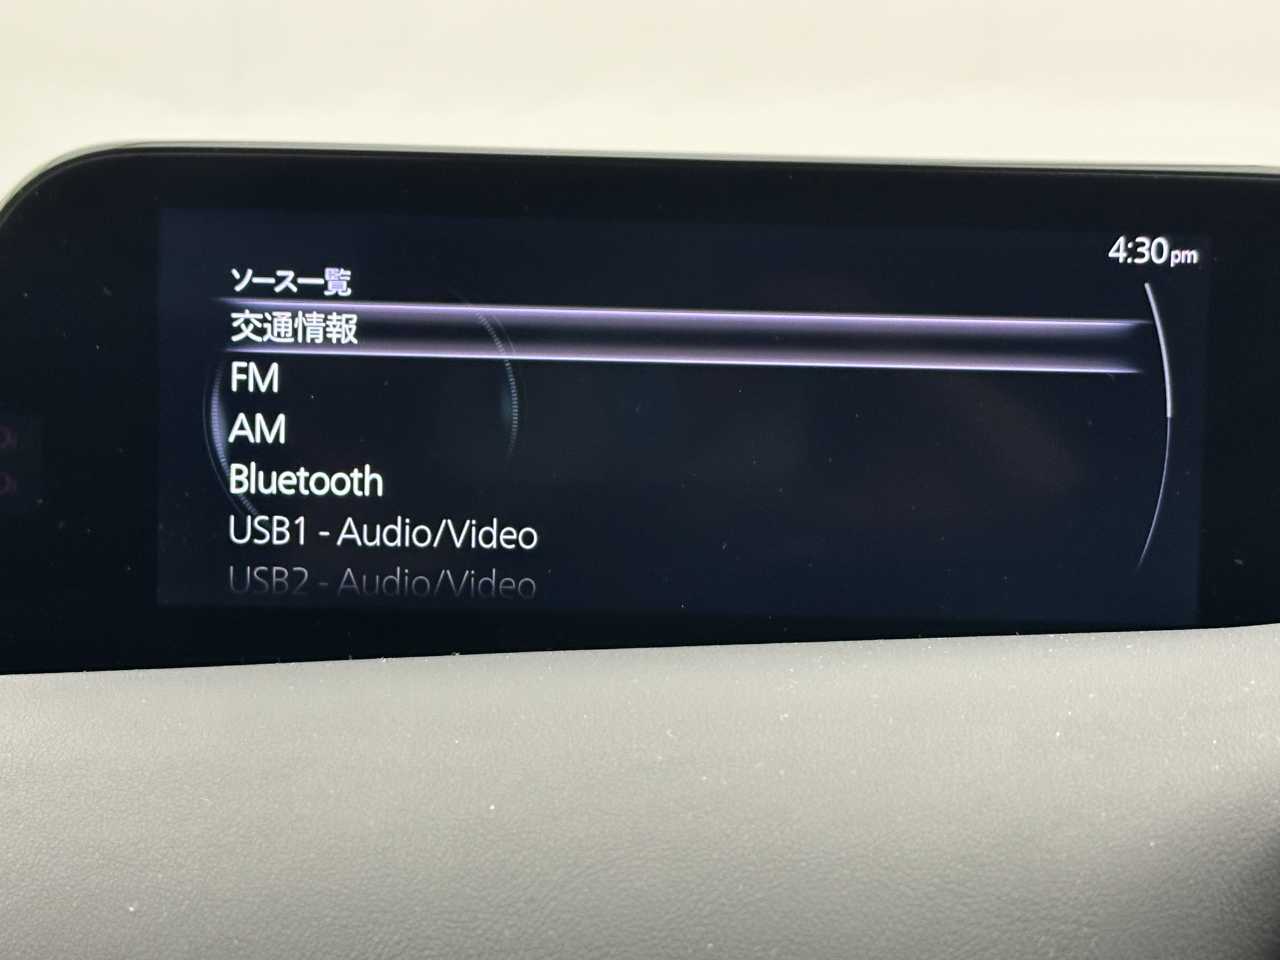 4:30pm
ソース一覧
交通情報
FM
AM
Bluetooth
USB1 - Audio/Video
USB2 - Audio/Video